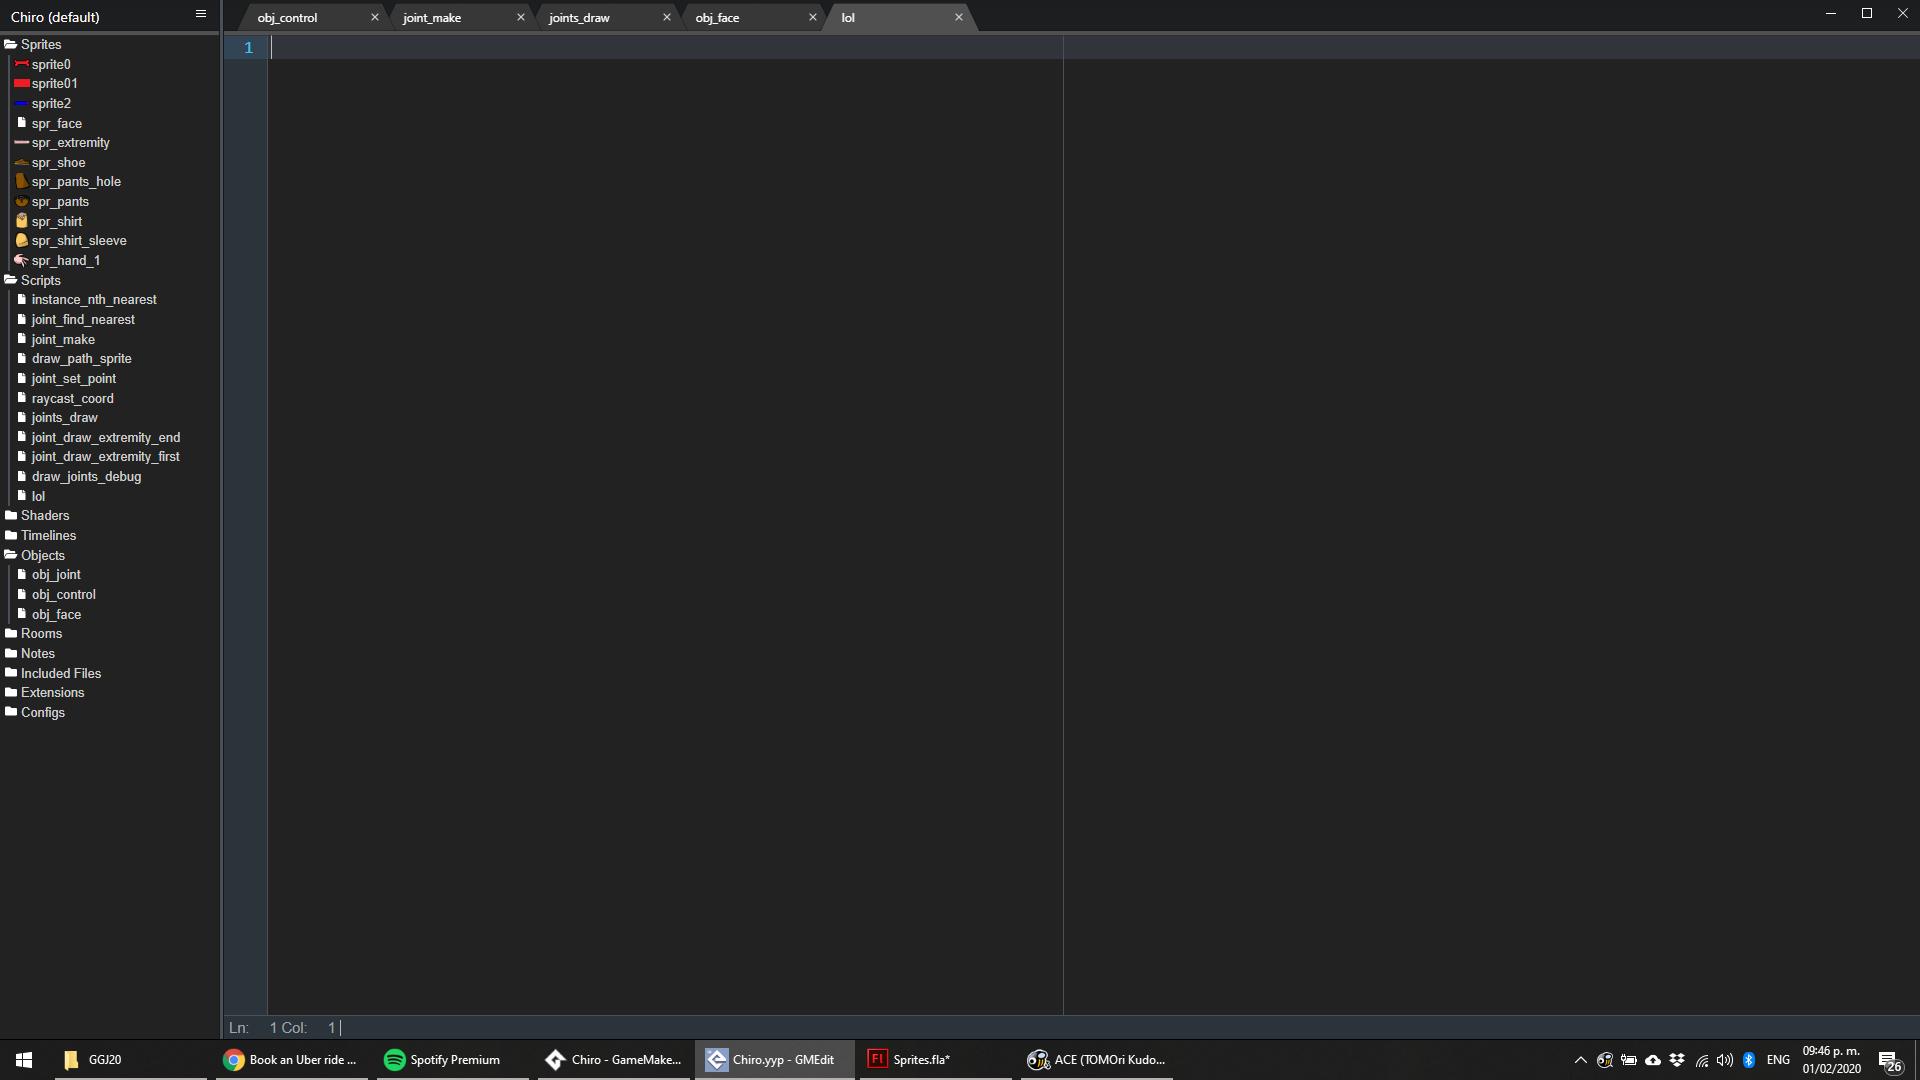 Chiro (default)
obj_control
joint_make
joints_draw
obj_face
lol
Sprites
sprite0
sprite01
sprite2
spr_face
spr_extremity
spr_shoe
spr_pants_hole
spr_pants
spr_shirt
spr_shirt_sleeve
spr_hand_1
Scripts
instance_nth_nearest
joint_find_nearest
joint_make
draw_path_sprite
joint_set_point
raycast_coord
joints_draw
joint_draw_extremity_end
joint_draw_extremity_first
draw_joints_debug
lol
Shaders
Timelines
Objects
obj_joint
obj_control
obj_face
Rooms
Notes
Included Files
Extensions
Configs
1
Ln: 1 Col: 1
GGJ20
Book an Uber ride ...
Spotify Premium
Chiro - GameMake...
Chiro.yyp - GMEdit
Fl
Sprites.fla*
ACE (TOMOri Kudo...
ENG
09:46 p. m.
01/02/2020
26